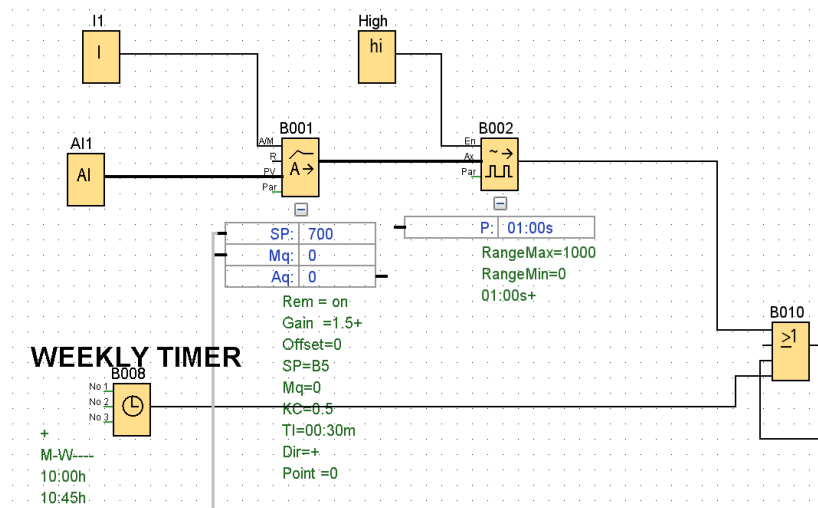 I1
I
High
hi
AI1
AI
B001
A/M
R
PV
Par
A→
B002
En
Ax
Par
~→
SP: 700
Mq: 0
Aq: 0
P: 01:00s
Rem = on
Gain =1.5+
Offset=0
SP=B5
Mq=0
KC=0.5
TI=00:30m
Dir=+
Point =0
RangeMax=1000
RangeMin=0
01:00s+
B010
≥1
WEEKLY TIMER
B008
No 1
No 2
No 3
+
M-W----
10:00h
10:45h